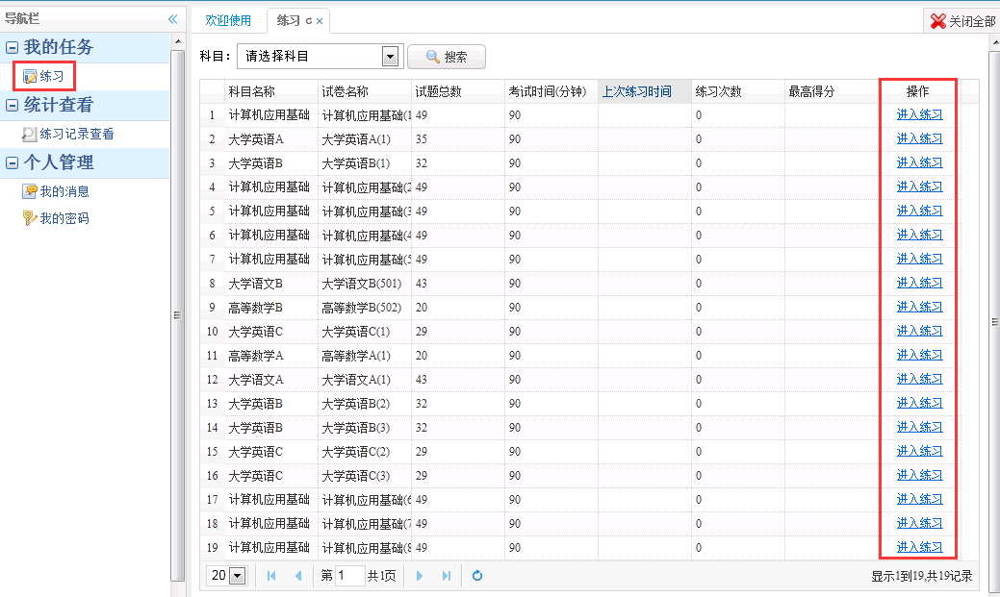 导航栏
我的任务
练习
统计查看
练习记录查看
个人管理
我的消息
我的密码
欢迎使用 练习 关闭全部
科目： 请选择科目 搜索
科目名称 试卷名称 试题总数 考试时间(分钟) 上次练习时间 练习次数 最高得分 操作
1 计算机应用基础 计算机应用基础(1 49 90 0 进入练习
2 大学英语A 大学英语A(1) 35 90 0 进入练习
3 大学英语B 大学英语B(1) 32 90 0 进入练习
4 计算机应用基础 计算机应用基础(2 49 90 0 进入练习
5 计算机应用基础 计算机应用基础(3 49 90 0 进入练习
6 计算机应用基础 计算机应用基础(4 49 90 0 进入练习
7 计算机应用基础 计算机应用基础(5 49 90 0 进入练习
8 大学语文B 大学语文B(501) 43 90 0 进入练习
9 高等数学B 高等数学B(502) 20 90 0 进入练习
10 大学英语C 大学英语C(1) 29 90 0 进入练习
11 高等数学A 高等数学A(1) 20 90 0 进入练习
12 大学语文A 大学语文A(1) 43 90 0 进入练习
13 大学英语B 大学英语B(2) 32 90 0 进入练习
14 大学英语B 大学英语B(3) 32 90 0 进入练习
15 大学英语C 大学英语C(2) 29 90 0 进入练习
16 大学英语C 大学英语C(3) 29 90 0 进入练习
17 计算机应用基础 计算机应用基础(6 49 90 0 进入练习
18 计算机应用基础 计算机应用基础(7 49 90 0 进入练习
19 计算机应用基础 计算机应用基础(8 49 90 0 进入练习
20 第 1 共1页 显示1到19,共19记录